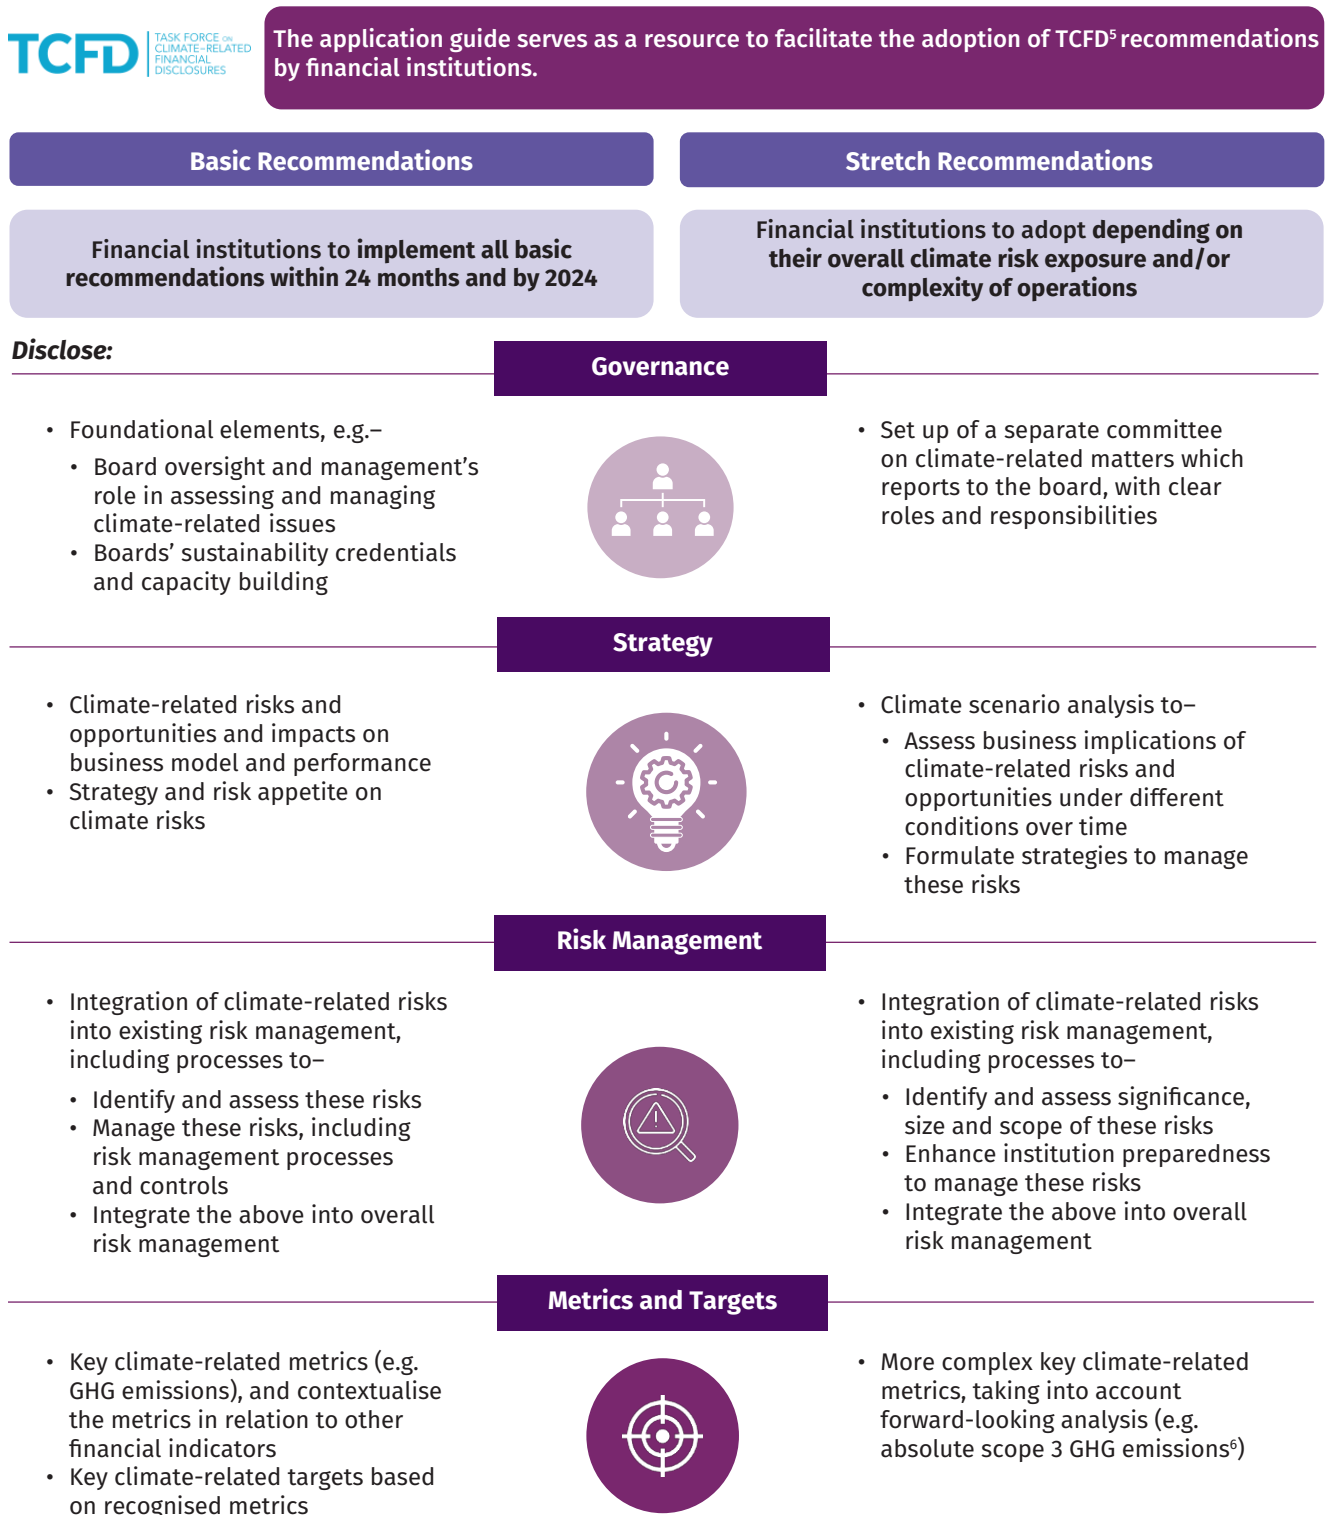 TCFD
TASK FORCE ON
CLIMATE-RELATED
FINANCIAL
DISCLOSURES
The application guide serves as a resource to facilitate the adoption of TCFD⁵ recommendations
by financial institutions.
Basic Recommendations
Financial institutions to implement all basic
recommendations within 24 months and by 2024
Stretch Recommendations
Financial institutions to adopt depending on
their overall climate risk exposure and/or
complexity of operations
Disclose:
Governance
• Foundational elements, e.g.–
• Board oversight and management’s
role in assessing and managing
climate-related issues
• Boards’ sustainability credentials
and capacity building
• Set up of a separate committee
on climate-related matters which
reports to the board, with clear
roles and responsibilities
Strategy
• Climate-related risks and
opportunities and impacts on
business model and performance
• Strategy and risk appetite on
climate risks
• Climate scenario analysis to–
• Assess business implications of
climate-related risks and
opportunities under different
conditions over time
• Formulate strategies to manage
these risks
Risk Management
• Integration of climate-related risks
into existing risk management,
including processes to–
• Identify and assess these risks
• Manage these risks, including
risk management processes
and controls
• Integrate the above into overall
risk management
• Integration of climate-related risks
into existing risk management,
including processes to–
• Identify and assess significance,
size and scope of these risks
• Enhance institution preparedness
to manage these risks
• Integrate the above into overall
risk management
Metrics and Targets
• Key climate-related metrics (e.g.
GHG emissions), and contextualise
the metrics in relation to other
financial indicators
• Key climate-related targets based
on recognised metrics
• More complex key climate-related
metrics, taking into account
forward-looking analysis (e.g.
absolute scope 3 GHG emissions⁶)